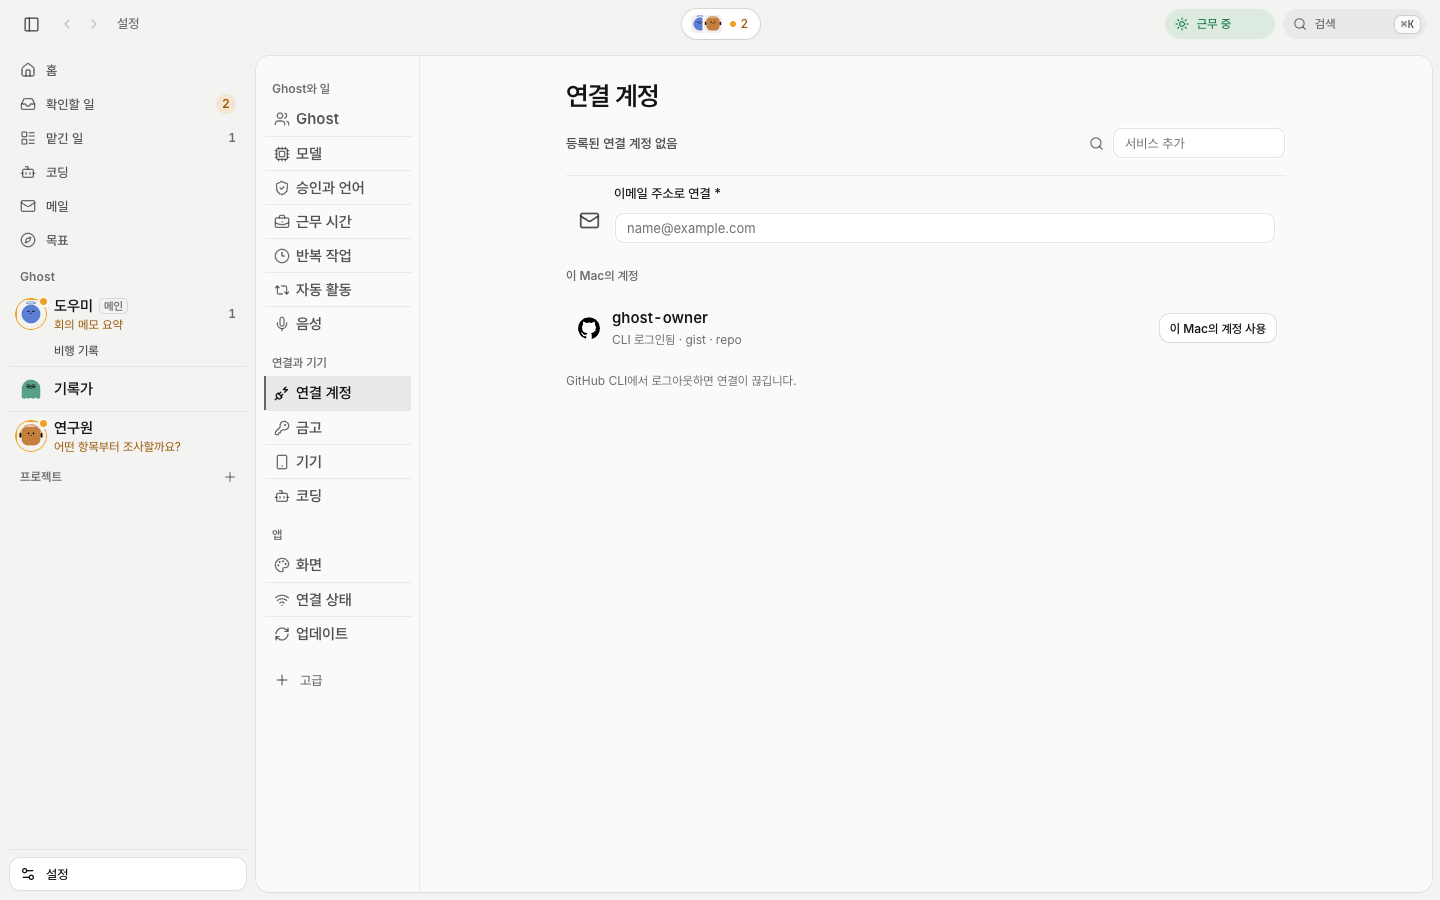 설정
2
근무 중
검색
⌘K
홈
확인할 일
2
맡긴 일
1
코딩
메일
목표
Ghost
도우미
메인
회의 메모 요약
1
비행 기록
기록가
연구원
어떤 항목부터 조사할까요?
프로젝트
설정
Ghost와 일
Ghost
모델
승인과 언어
근무 시간
반복 작업
자동 활동
음성
연결과 기기
연결 계정
금고
기기
코딩
앱
화면
연결 상태
업데이트
고급
연결 계정
등록된 연결 계정 없음
서비스 추가
이메일 주소로 연결 *
name@example.com
이 Mac의 계정
ghost-owner
CLI 로그인됨 · gist · repo
이 Mac의 계정 사용
GitHub CLI에서 로그아웃하면 연결이 끊깁니다.